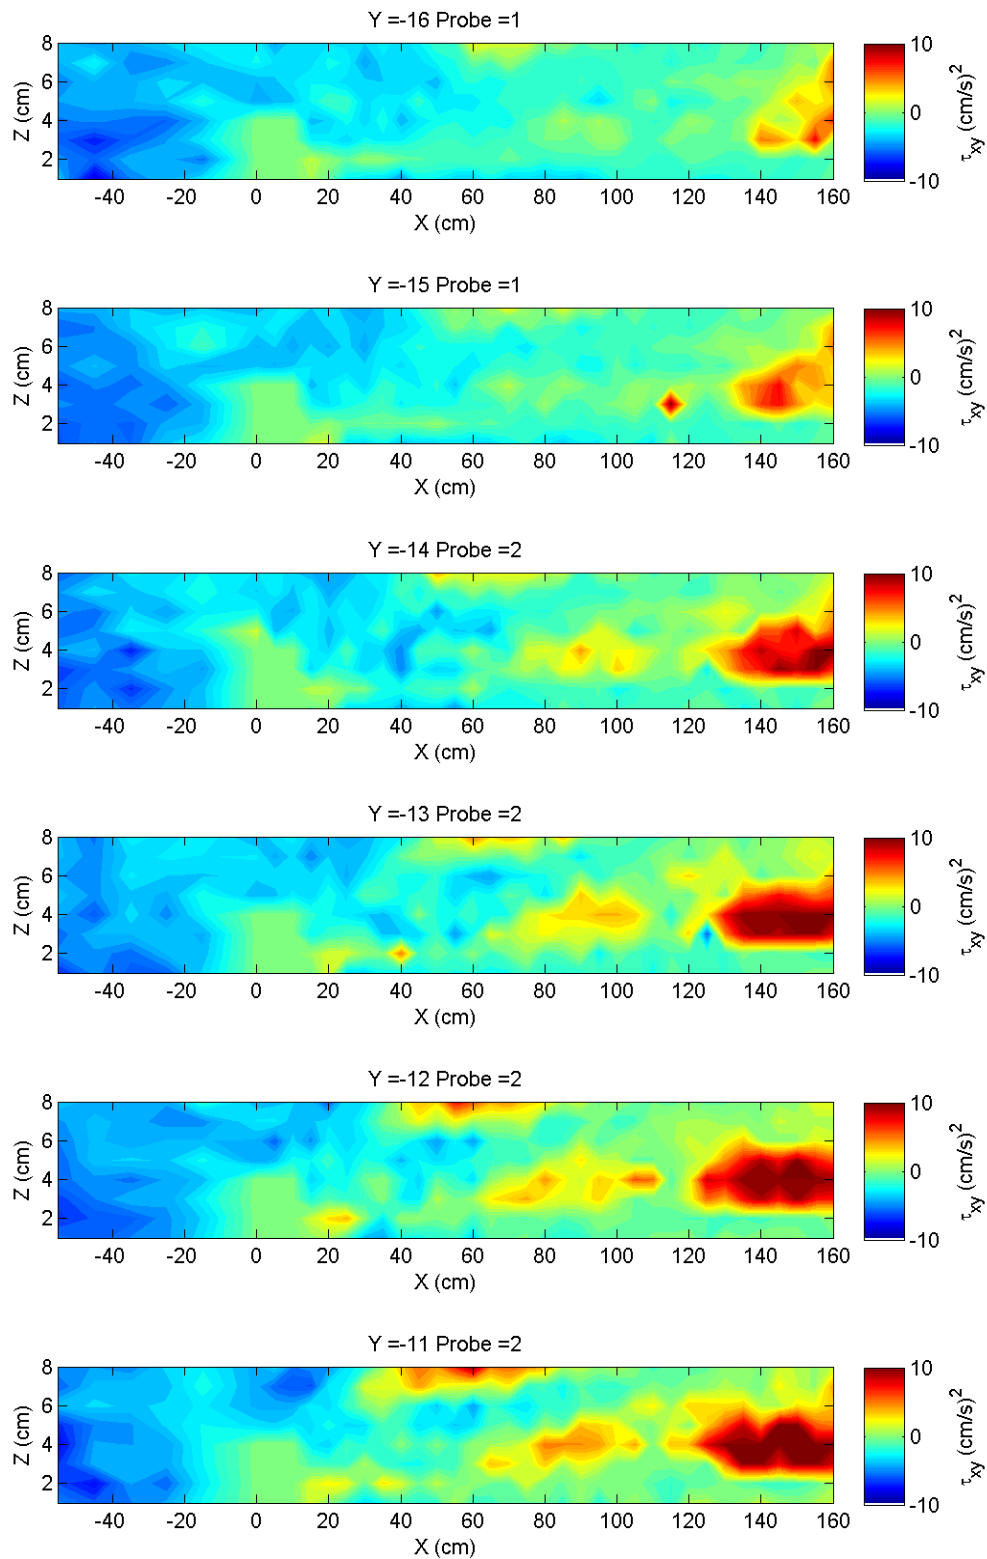 Y =-16 Probe =1
8
6
4
2
Z (cm)
-40 -20 0 20 40 60 80 100 120 140 160
X (cm)
10
0
-10
τxy (cm/s)2
Y =-15 Probe =1
8
6
4
2
Z (cm)
-40 -20 0 20 40 60 80 100 120 140 160
X (cm)
10
0
-10
τxy (cm/s)2
Y =-14 Probe =2
8
6
4
2
Z (cm)
-40 -20 0 20 40 60 80 100 120 140 160
X (cm)
10
0
-10
τxy (cm/s)2
Y =-13 Probe =2
8
6
4
2
Z (cm)
-40 -20 0 20 40 60 80 100 120 140 160
X (cm)
10
0
-10
τxy (cm/s)2
Y =-12 Probe =2
8
6
4
2
Z (cm)
-40 -20 0 20 40 60 80 100 120 140 160
X (cm)
10
0
-10
τxy (cm/s)2
Y =-11 Probe =2
8
6
4
2
Z (cm)
-40 -20 0 20 40 60 80 100 120 140 160
X (cm)
10
0
-10
τxy (cm/s)2